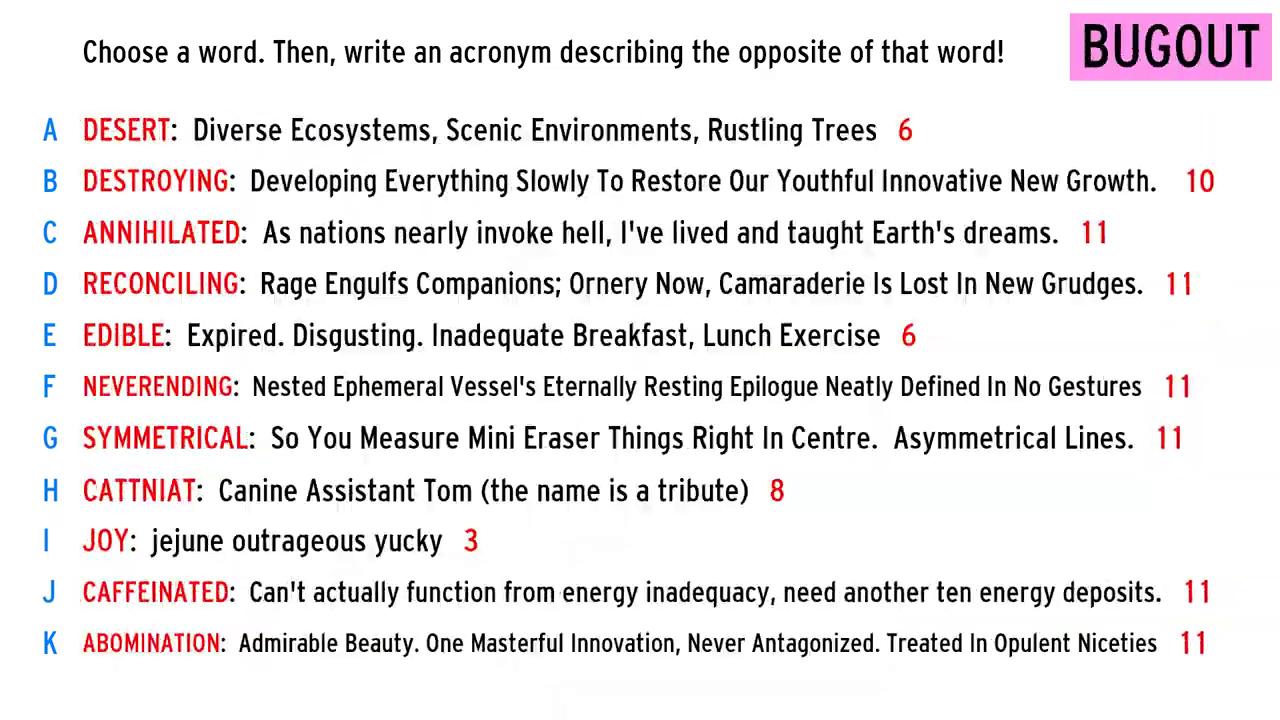 Choose a word. Then, write an acronym describing the opposite of that word!
BUGOUT
A DESERT: Diverse Ecosystems, Scenic Environments, Rustling Trees 6
B DESTROYING: Developing Everything Slowly To Restore Our Youthful Innovative New Growth. 10
C ANNIHILATED: As nations nearly invoke hell, I've lived and taught Earth's dreams. 11
D RECONCILING: Rage Engulfs Companions; Ornery Now, Camaraderie Is Lost In New Grudges. 11
E EDIBLE: Expired. Disgusting. Inadequate Breakfast, Lunch Exercise 6
F NEVERENDING: Nested Ephemeral Vessel's Eternally Resting Epilogue Neatly Defined In No Gestures 11
G SYMMETRICAL: So You Measure Mini Eraser Things Right In Centre. Asymmetrical Lines. 11
H CATTNIAT: Canine Assistant Tom (the name is a tribute) 8
I JOY: jejune outrageous yucky 3
J CAFFEINATED: Can't actually function from energy inadequacy, need another ten energy deposits. 11
K ABOMINATION: Admirable Beauty. One Masterful Innovation, Never Antagonized. Treated In Opulent Niceties 11